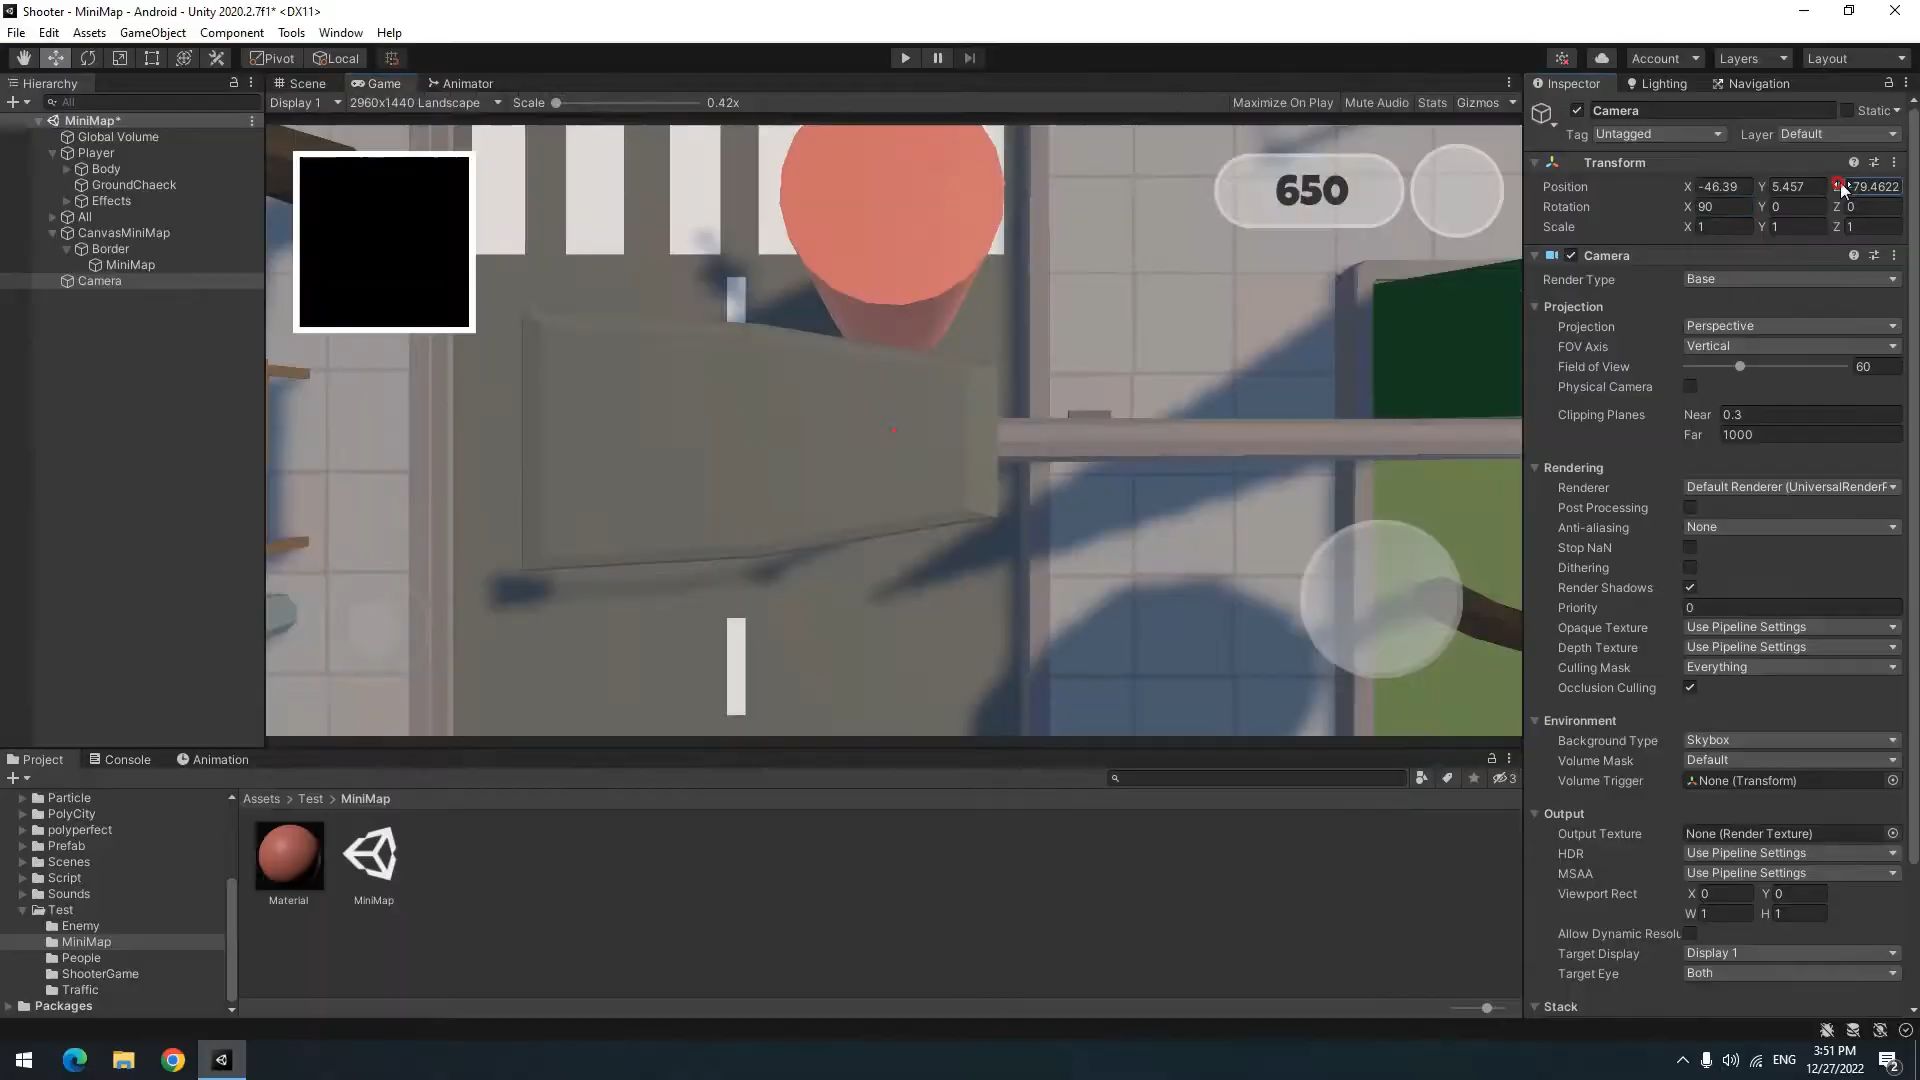 Shooter - MiniMap - Android - Unity 2020.2.7f1* <DX11>
File Edit Assets GameObject Component Tools Window Help
Pivot Local Account Layers Layout
Hierarchy
All
MiniMap*
Global Volume
Player
Body
GroundChaeck
Effects
All
CanvasMiniMap
Border
MiniMap
Camera
Scene Game Animator
Display 1 2960x1440 Landscape Scale 0.42x Maximize On Play Mute Audio Stats Gizmos
650
Inspector Lighting Navigation
Camera Static
Tag Untagged Layer Default
Transform
Position X -46.39 Y 5.457 79.4622
Rotation X 90 Y 0 Z 0
Scale X 1 Y 1 Z 1
Camera
Render Type Base
Projection
Projection Perspective
FOV Axis Vertical
Field of View 60
Physical Camera
Clipping Planes Near 0.3
Far 1000
Rendering
Renderer Default Renderer (UniversalRenderF
Post Processing
Anti-aliasing None
Stop NaN
Dithering
Render Shadows
Priority 0
Opaque Texture Use Pipeline Settings
Depth Texture Use Pipeline Settings
Culling Mask Everything
Occlusion Culling
Environment
Background Type Skybox
Volume Mask Default
Volume Trigger None (Transform)
Output
Output Texture None (Render Texture)
HDR Use Pipeline Settings
MSAA Use Pipeline Settings
Viewport Rect X 0 Y 0
W 1 H 1
Allow Dynamic Resolu
Target Display Display 1
Target Eye Both
Stack
Project Console Animation
3
Particle
PolyCity
polyperfect
Prefab
Scenes
Script
Sounds
Test
Enemy
MiniMap
People
ShooterGame
Traffic
Packages
Assets > Test > MiniMap
Material MiniMap
ENG
3:51 PM
12/27/2022
2